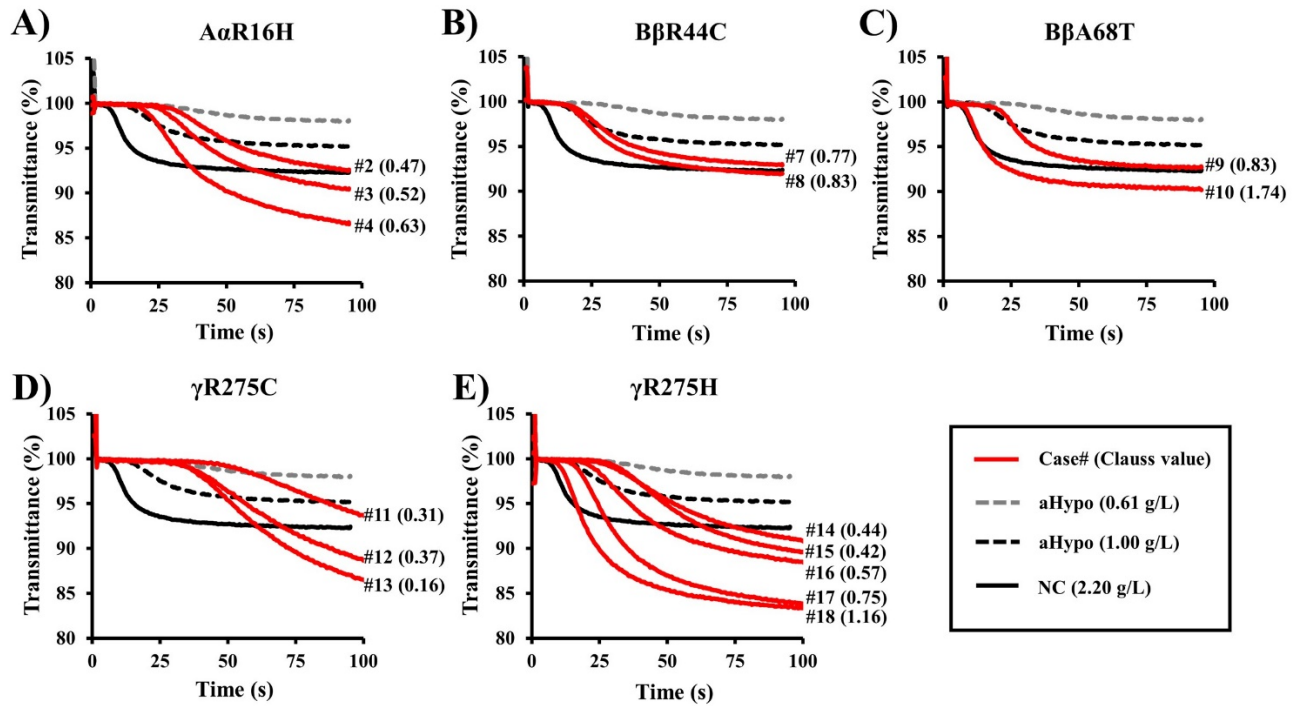 A)
AαR16H
105
100
95
90
85
80
Transmittance (%)
0
25
50
75
100
Time (s)
#2 (0.47)
#3 (0.52)
#4 (0.63)
B)
BβR44C
105
100
95
90
85
80
Transmittance (%)
0
25
50
75
100
Time (s)
#7 (0.77)
#8 (0.83)
C)
BβA68T
105
100
95
90
85
80
Transmittance (%)
0
25
50
75
100
Time (s)
#9 (0.83)
#10 (1.74)
D)
γR275C
105
100
95
90
85
80
Transmittance (%)
0
25
50
75
100
Time (s)
#11 (0.31)
#12 (0.37)
#13 (0.16)
E)
γR275H
105
100
95
90
85
80
Transmittance (%)
0
25
50
75
100
Time (s)
#14 (0.44)
#15 (0.42)
#16 (0.57)
#17 (0.75)
#18 (1.16)
Case# (Clauss value)
aHypo (0.61 g/L)
aHypo (1.00 g/L)
NC (2.20 g/L)